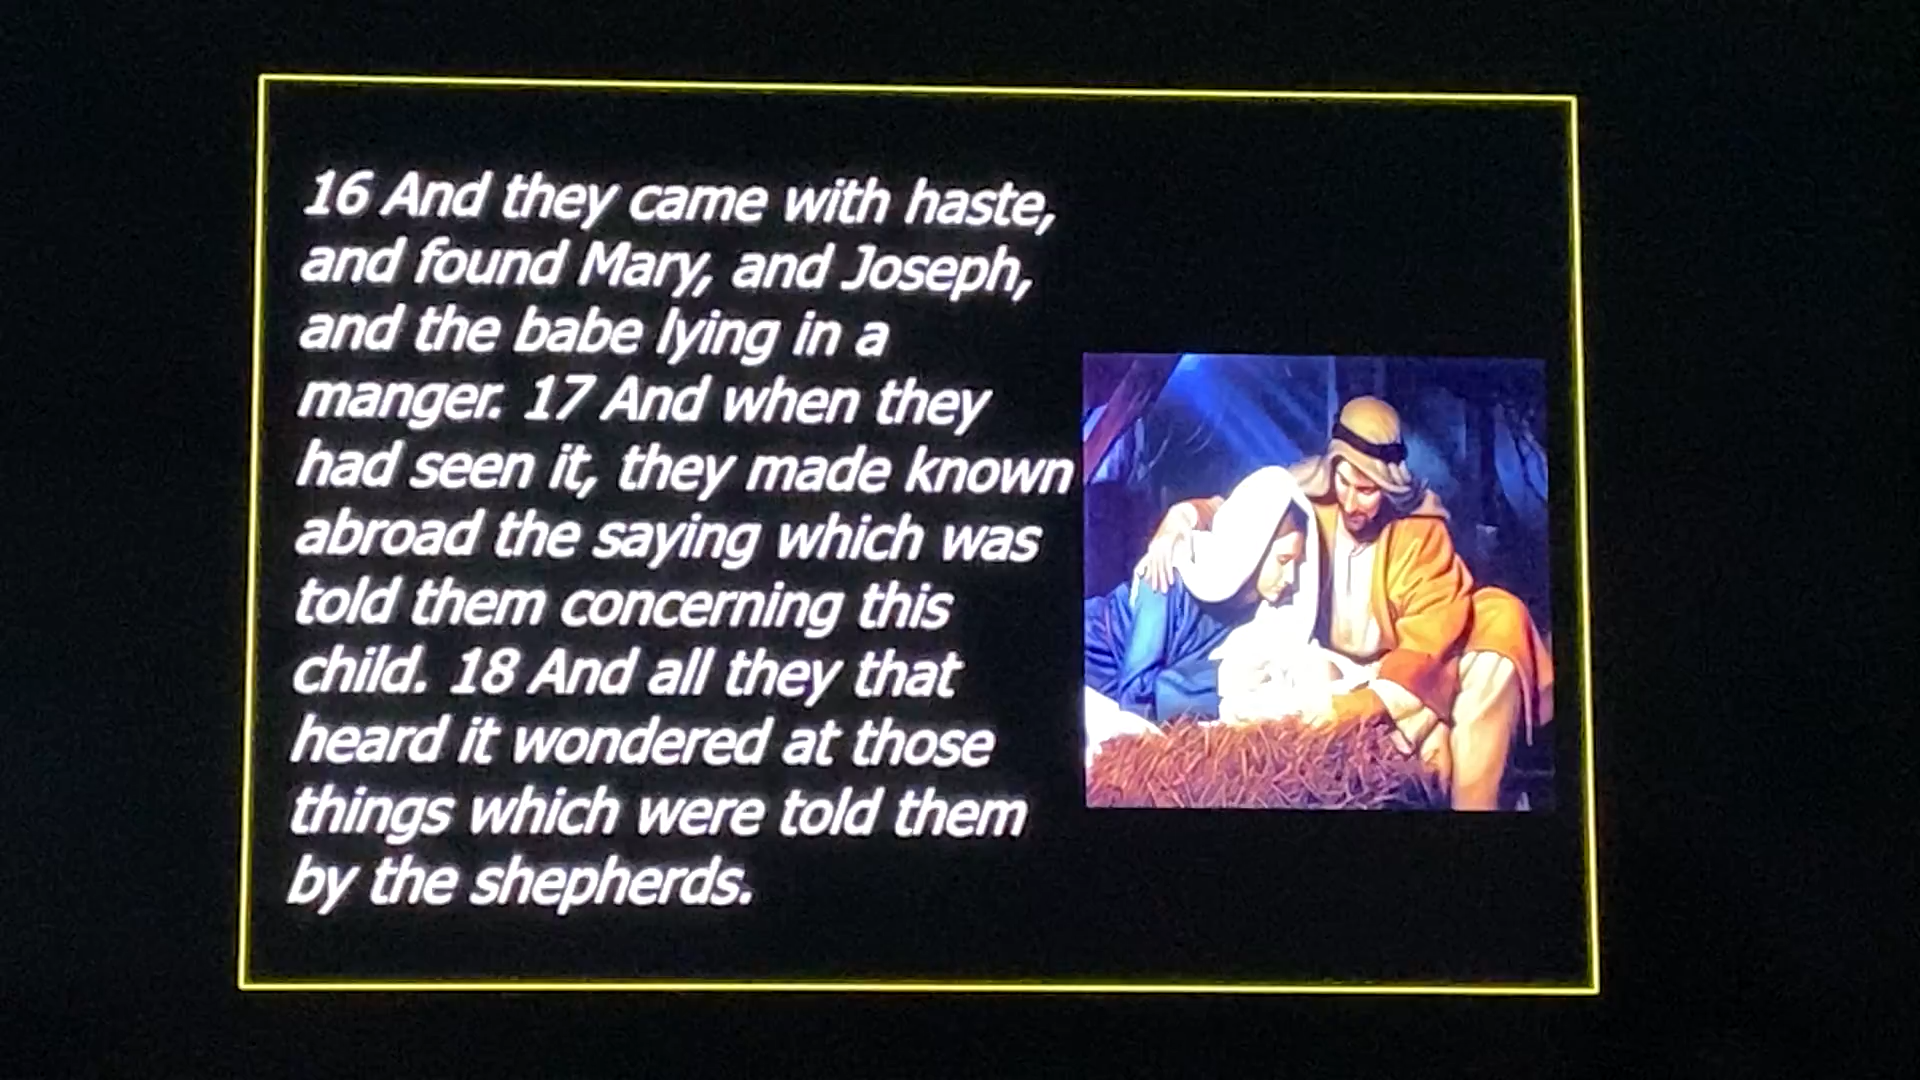 16 And they came with haste,
and found Mary, and Joseph,
and the babe lying in a
manger. 17 And when they
had seen it, they made known
abroad the saying which was
told them concerning this
child. 18 And all they that
heard it wondered at those
things which were told them
by the shepherds.